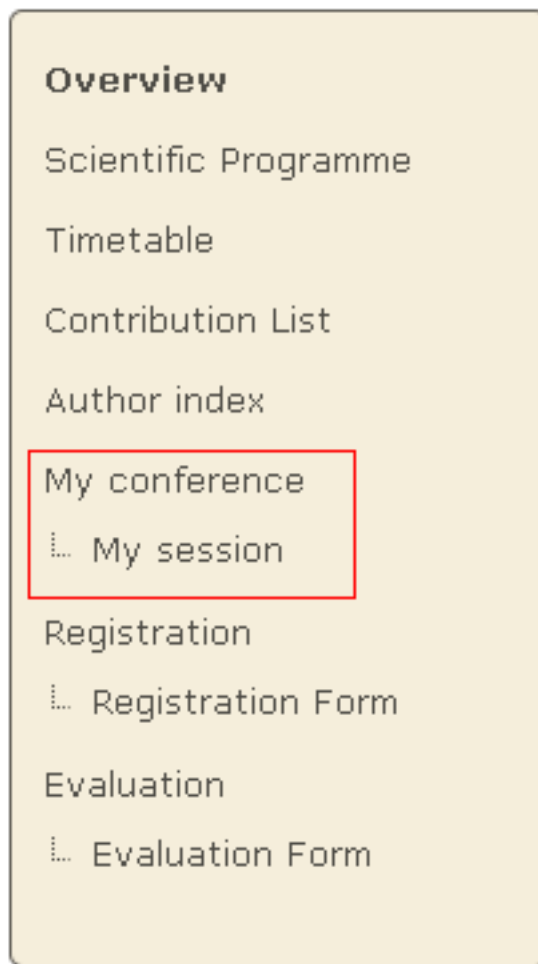 Overview
Scientific Programme
Timetable
Contribution List
Author index
My conference
My session
Registration
Registration Form
Evaluation
Evaluation Form